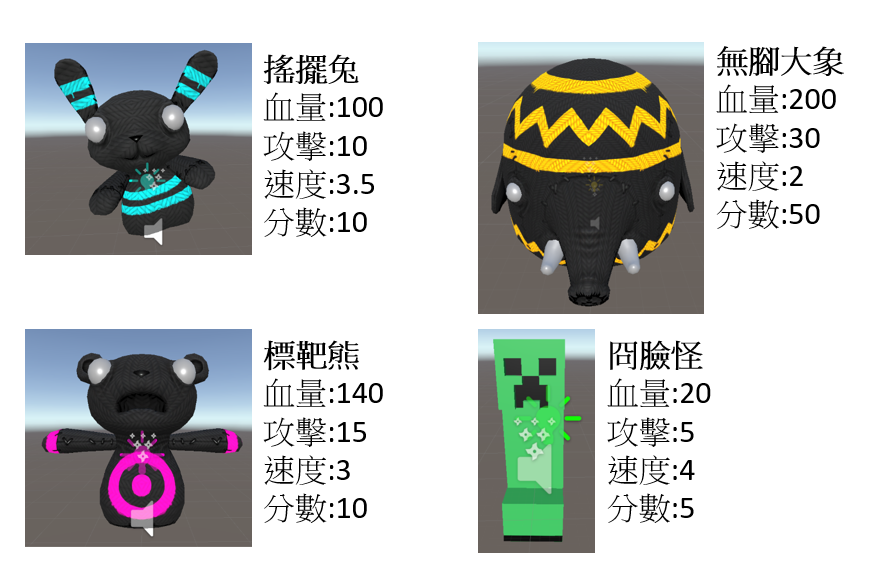 搖擺兔
血量:100
攻擊:10
速度:3.5
分數:10
無腳大象
血量:200
攻擊:30
速度:2
分數:50
標靶熊
血量:140
攻擊:15
速度:3
分數:10
冏臉怪
血量:20
攻擊:5
速度:4
分數:5